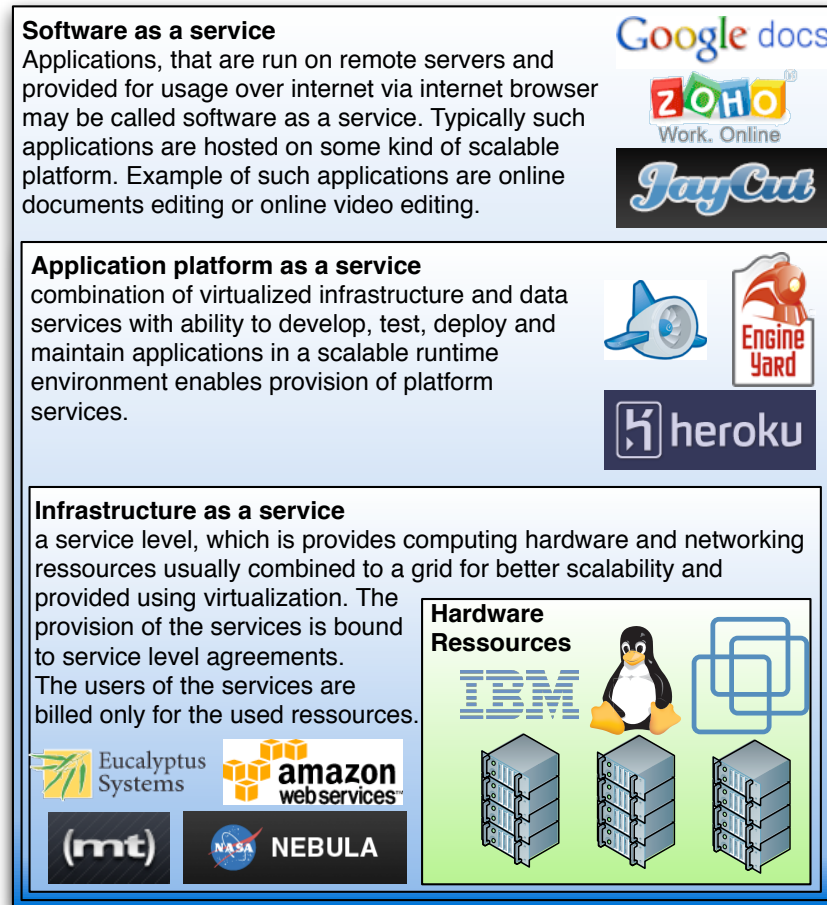 Software as a service
Applications, that are run on remote servers and
provided for usage over internet via internet browser
may be called software as a service. Typically such
applications are hosted on some kind of scalable
platform. Example of such applications are online
documents editing or online video editing.
Google docs
ZOHO
Work. Online
JayCut
Application platform as a service
combination of virtualized infrastructure and data
services with ability to develop, test, deploy and
maintain applications in a scalable runtime
environment enables provision of platform
services.
Engine
Yard
heroku
Infrastructure as a service
a service level, which is provides computing hardware and networking
ressources usually combined to a grid for better scalability and
provided using virtualization. The
provision of the services is bound
to service level agreements.
The users of the services are
billed only for the used ressources.
Hardware
Ressources
IBM
Eucalyptus
Systems
amazon
web services™
(mt)
NASA NEBULA